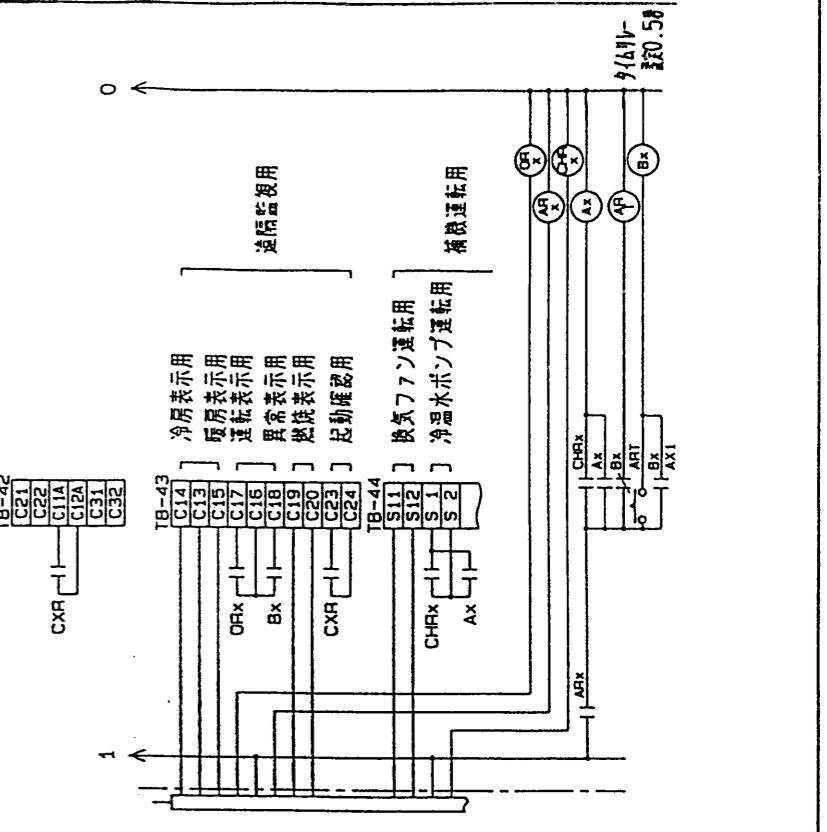 TB-42
C21
C22
C11A
C12A
C31
C32
CXR
TB-43
C14
C13
C15
C17
C16
C18
C19
C20
C23
C24
ORx
Bx
CXR
冷房表示用
暖房表示用
運転表示用
異常表示用
燃焼表示用
起動確認用
遠隔監視用
TB-44
S11
S12
S 1
S 2
CHRx
Ax
換気ファン運転用
冷温水ポンプ運転用
補機運転用
0
1
ARx
CHRx
Ax
Bx
ART
Bx
AX1
ORx
ARx
CHRx
Ax
Bx
タイムリレー